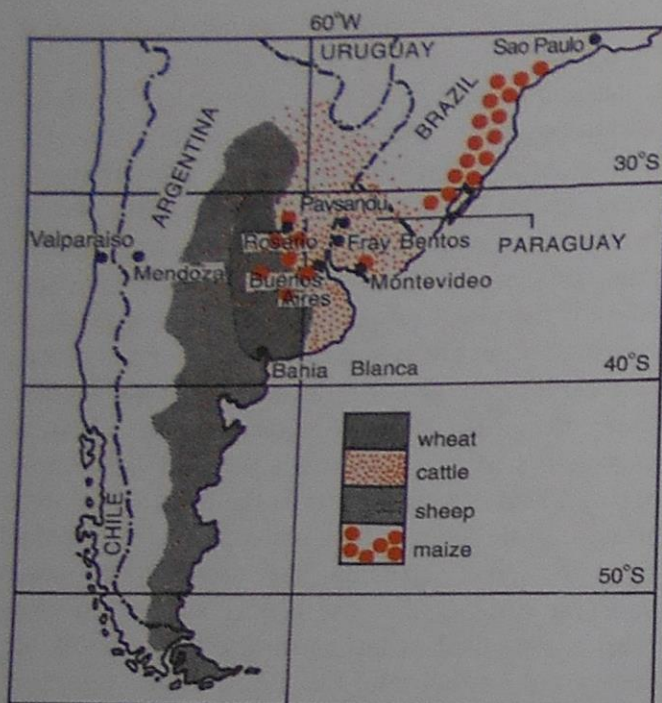 60°W
URUGUAY
Sao Paulo
BRAZIL
ARGENTINA
30°S
Paysandu
Valparaiso
Rosario
Fray Bentos
PARAGUAY
Mendoza
Buenos
Aires
Montevideo
Bahia Blanca
40°S
wheat
cattle
sheep
maize
CHILE
50°S